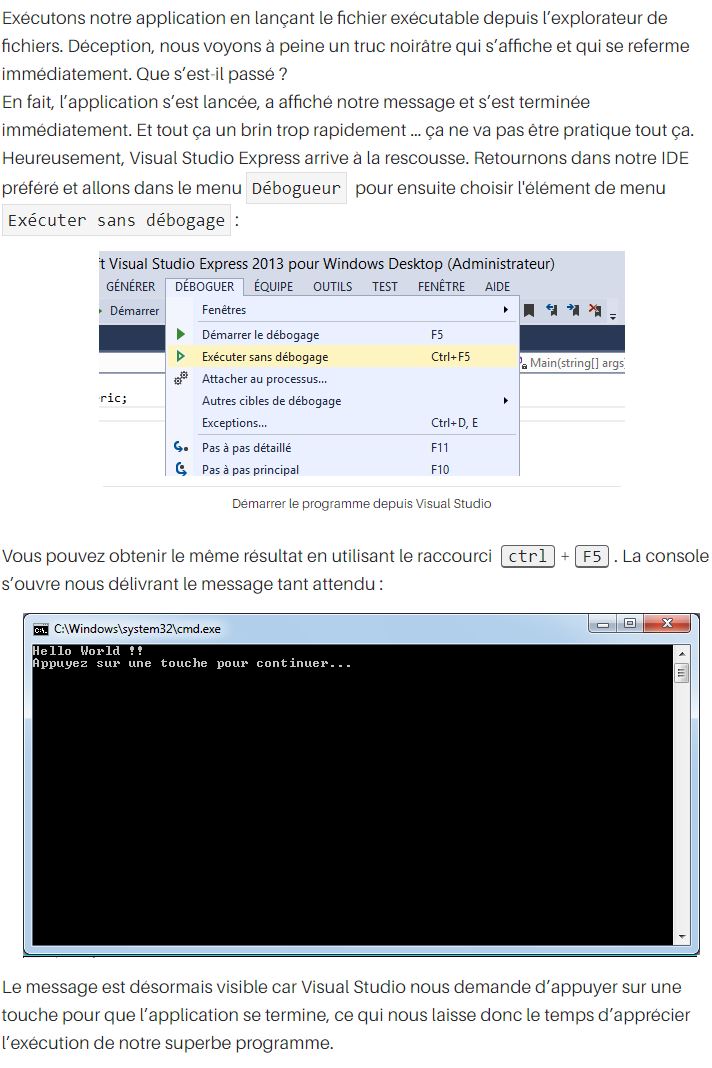 Exécutons notre application en lançant le fichier exécutable depuis l’explorateur de
fichiers. Déception, nous voyons à peine un truc noirâtre qui s’affiche et qui se referme
immédiatement. Que s’est-il passé ?
En fait, l’application s’est lancée, a affiché notre message et s’est terminée
immédiatement. Et tout ça un brin trop rapidement … ça ne va pas être pratique tout ça.
Heureusement, Visual Studio Express arrive à la rescousse. Retournons dans notre IDE
préféré et allons dans le menu Débogueur pour ensuite choisir l'élément de menu
Exécuter sans débogage :
t Visual Studio Express 2013 pour Windows Desktop (Administrateur)
GÉNÉRER DÉBOGUER ÉQUIPE OUTILS TEST FENÊTRE AIDE
Démarrer
Fenêtres
Démarrer le débogage F5
Exécuter sans débogage Ctrl+F5
Main(string[] args
Attacher au processus...
ric;
Autres cibles de débogage
Exceptions... Ctrl+D, E
Pas à pas détaillé F11
Pas à pas principal F10
Démarrer le programme depuis Visual Studio
Vous pouvez obtenir le même résultat en utilisant le raccourci ctrl + F5 . La console
s’ouvre nous délivrant le message tant attendu :
C:\Windows\system32\cmd.exe
Hello World !!
Appuyez sur une touche pour continuer...
Le message est désormais visible car Visual Studio nous demande d’appuyer sur une
touche pour que l’application se termine, ce qui nous laisse donc le temps d’apprécier
l’exécution de notre superbe programme.